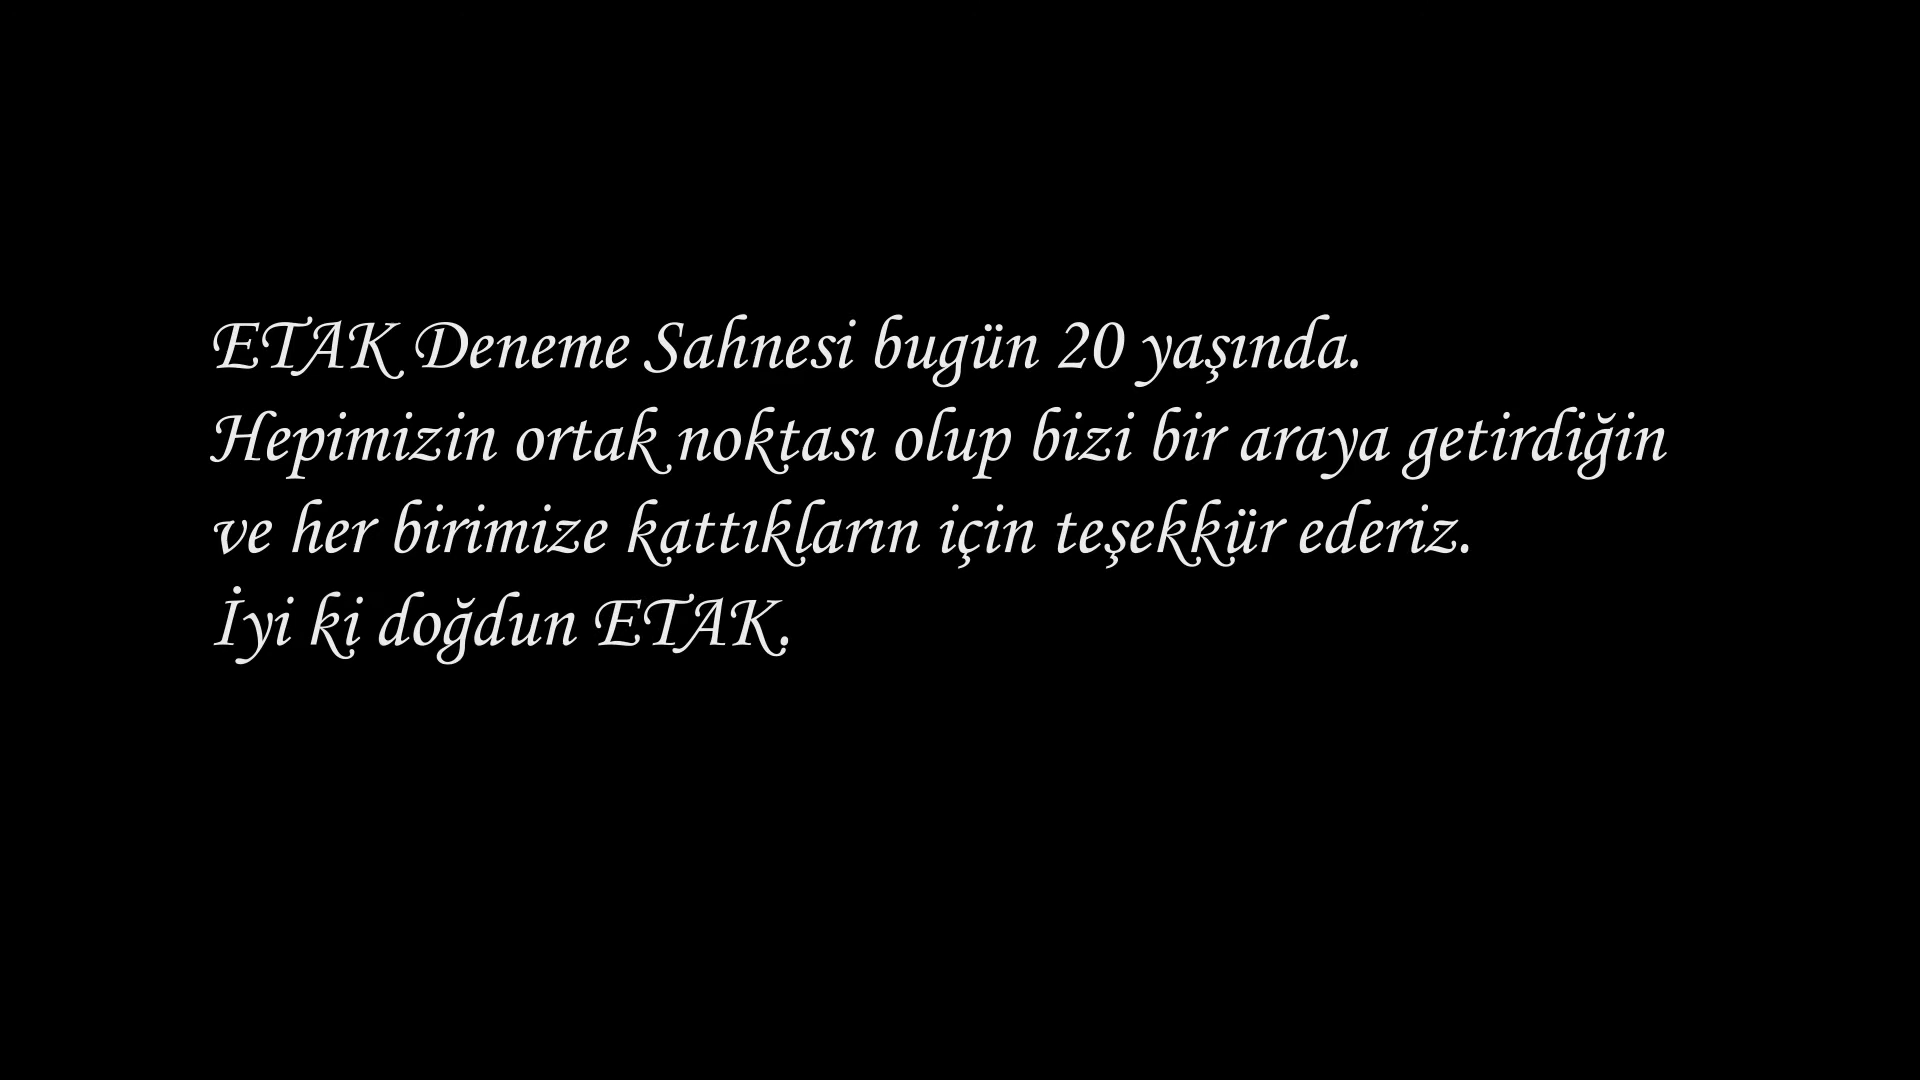 ETAK Deneme Sahnesi bugün 20 yaşında.
Hepimizin ortak noktası olup bizi bir araya getirdiğin
ve her birimize kattıkların için teşekkür ederiz.
İyi ki doğdun ETAK.